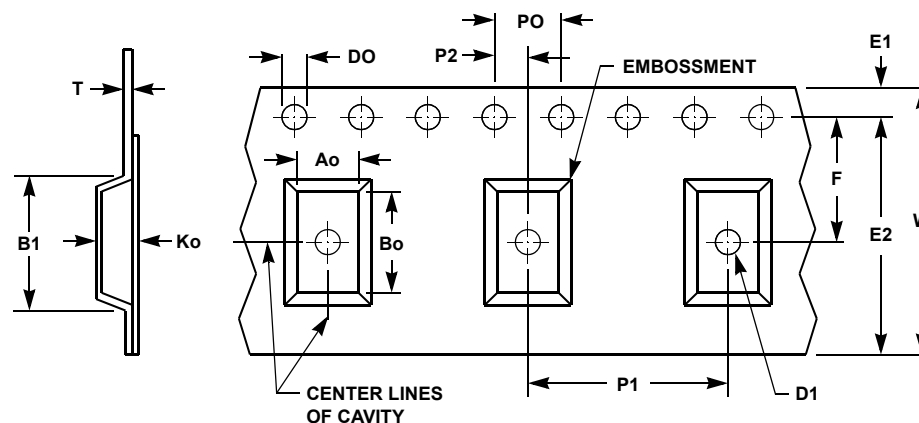 PO
DO
P2
E1
T
EMBOSSMENT
Ao
F
B1
Ko
Bo
E2
W
P1
D1
CENTER LINES
OF CAVITY